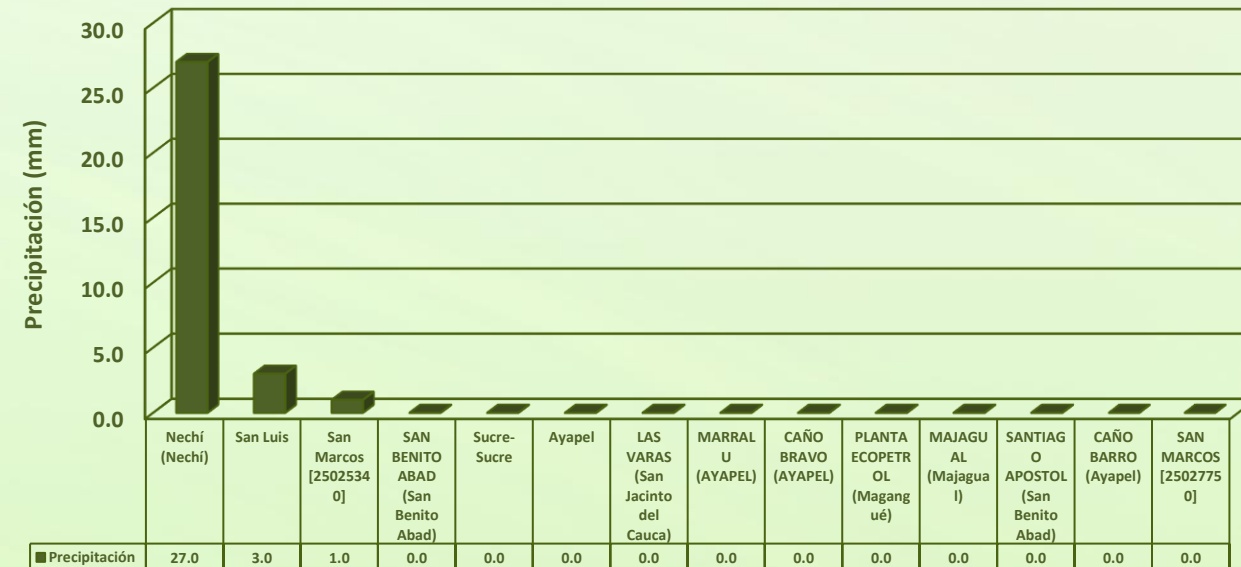 Precipitación (mm)
30.0
25.0
20.0
15.0
10.0
5.0
0.0
Nechí
(Nechí)
San Luis
San
Marcos
[2502534
0]
SAN
BENITO
ABAD
(San
Benito
Abad)
Sucre-
Sucre
Ayapel
LAS
VARAS
(San
Jacinto
del
Cauca)
MARRAL
U
(AYAPEL)
CAÑO
BRAVO
(AYAPEL)
PLANTA
ECOPETR
OL
(Magang
ué)
MAJAGU
AL
(Majagua
l)
SANTIAG
O
APOSTOL
(San
Benito
Abad)
CAÑO
BARRO
(Ayapel)
SAN
MARCOS
[2502775
0]
Precipitación 27.0 3.0 1.0 0.0 0.0 0.0 0.0 0.0 0.0 0.0 0.0 0.0 0.0 0.0